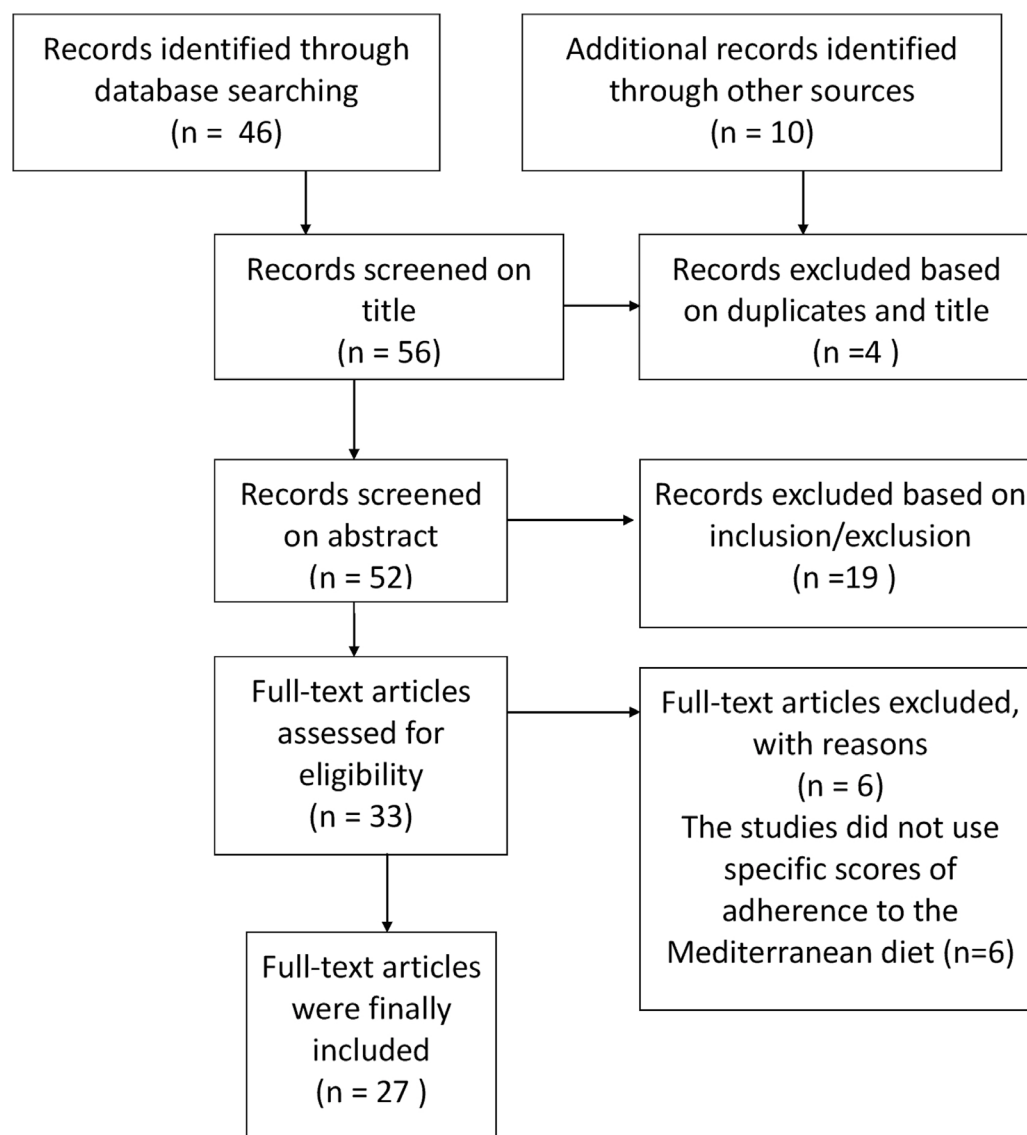 Records identified through
database searching
(n =  46)
Additional records identified
through other sources
(n = 10)
Records screened on
title
(n = 56)
Records excluded based
on duplicates and title
(n =4 )
Records screened
on abstract
(n = 52)
Records excluded based on
inclusion/exclusion
(n =19 )
Full-text articles
assessed for
eligibility
(n = 33)
Full-text articles excluded,
with reasons
(n = 6)
The studies did not use
specific scores of
adherence to the
Mediterranean diet (n=6)
Full-text articles
were finally
included
(n = 27 )